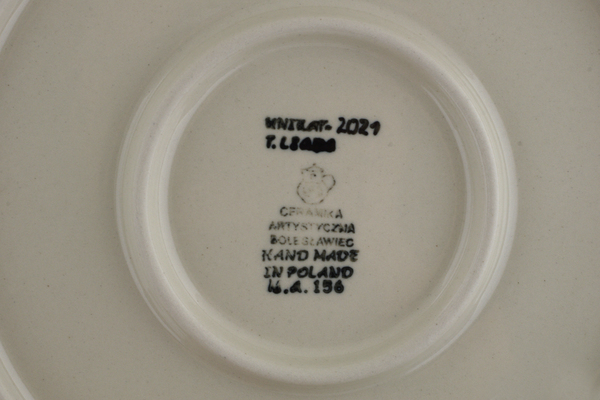 UNIKAT- 2021
T.
CERAMIKA
ARTYSTYCZNA
BOLESŁAWIEC
HAND MADE
IN POLAND